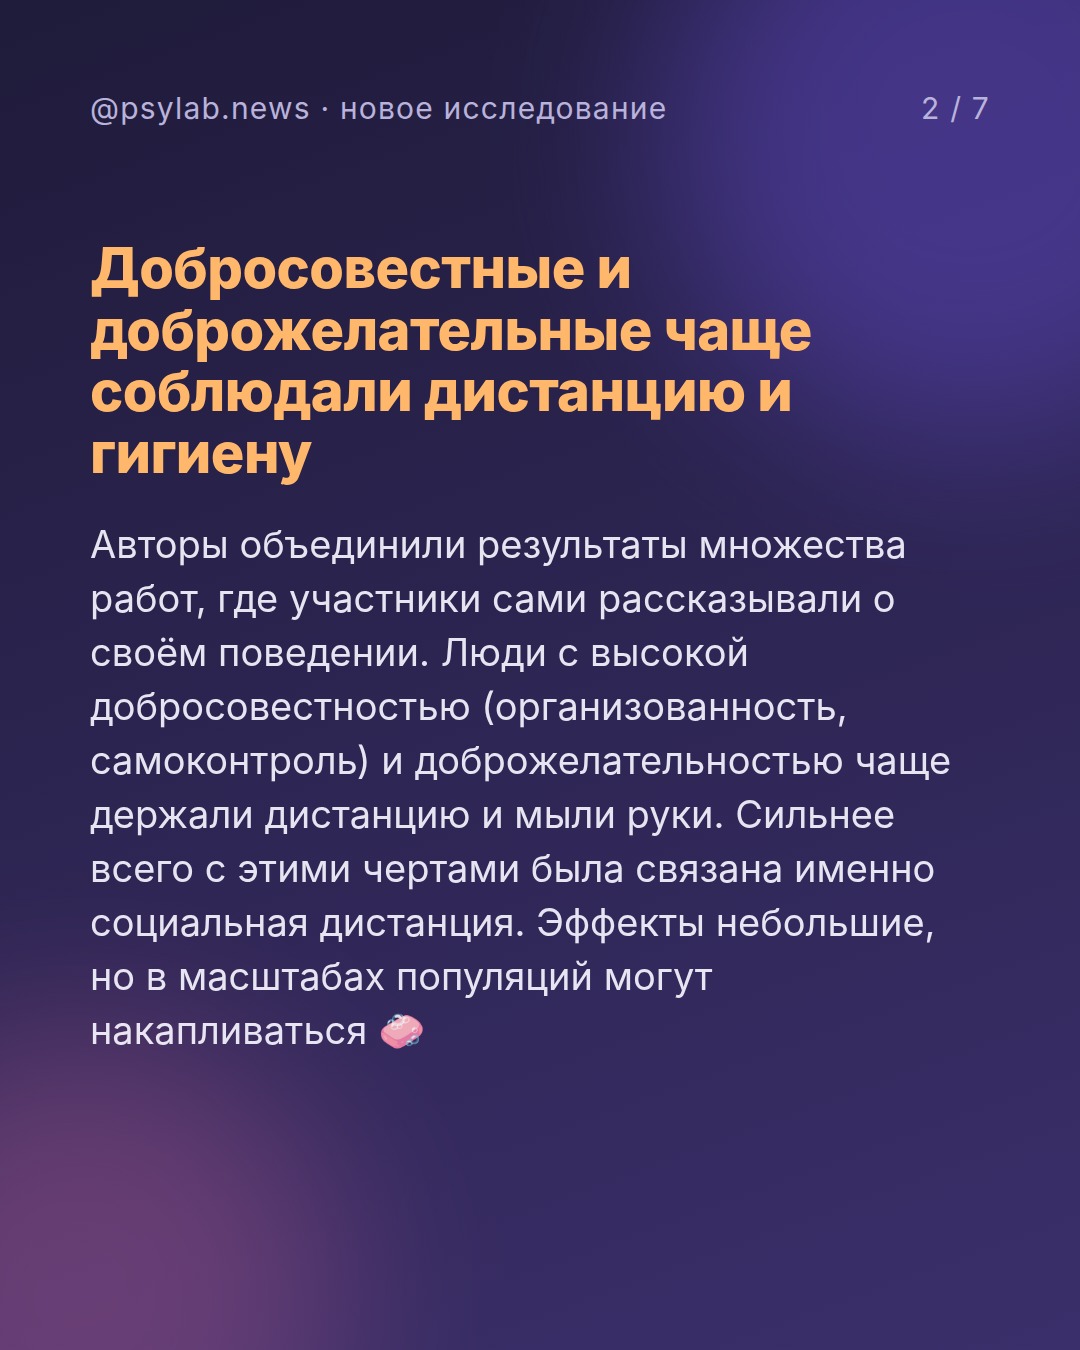 @psylab.news · новое исследование
2 / 7
Добросовестные и
доброжелательные чаще
соблюдали дистанцию и
гигиену
Авторы объединили результаты множества
работ, где участники сами рассказывали о
своём поведении. Люди с высокой
добросовестностью (организованность,
самоконтроль) и доброжелательностью чаще
держали дистанцию и мыли руки. Сильнее
всего с этими чертами была связана именно
социальная дистанция. Эффекты небольшие,
но в масштабах популяций могут
накапливаться 🧼